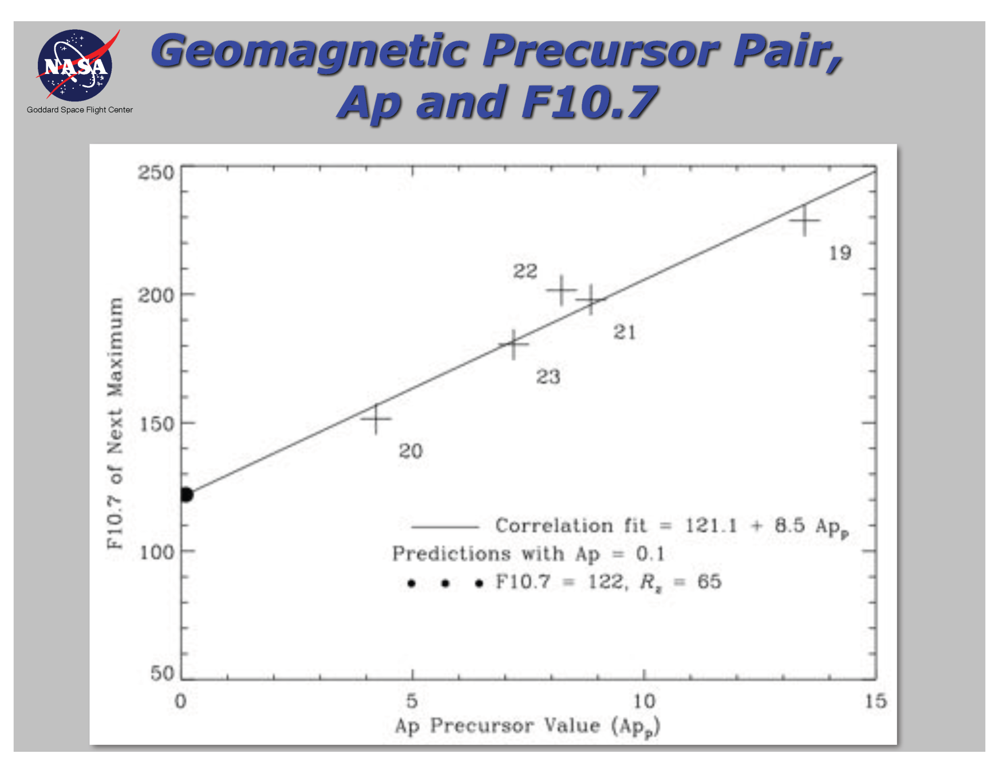 Geomagnetic Precursor Pair,
Ap and F10.7
NASA
Goddard Space Flight Center
250
200
150
100
50
F10.7 of Next Maximum
22
19
21
23
20
Correlation fit = 121.1 + 8.5 Apₚ
Predictions with Ap = 0.1
• • • F10.7 = 122, R_z = 65
0 5 10 15
Ap Precursor Value (Apₚ)